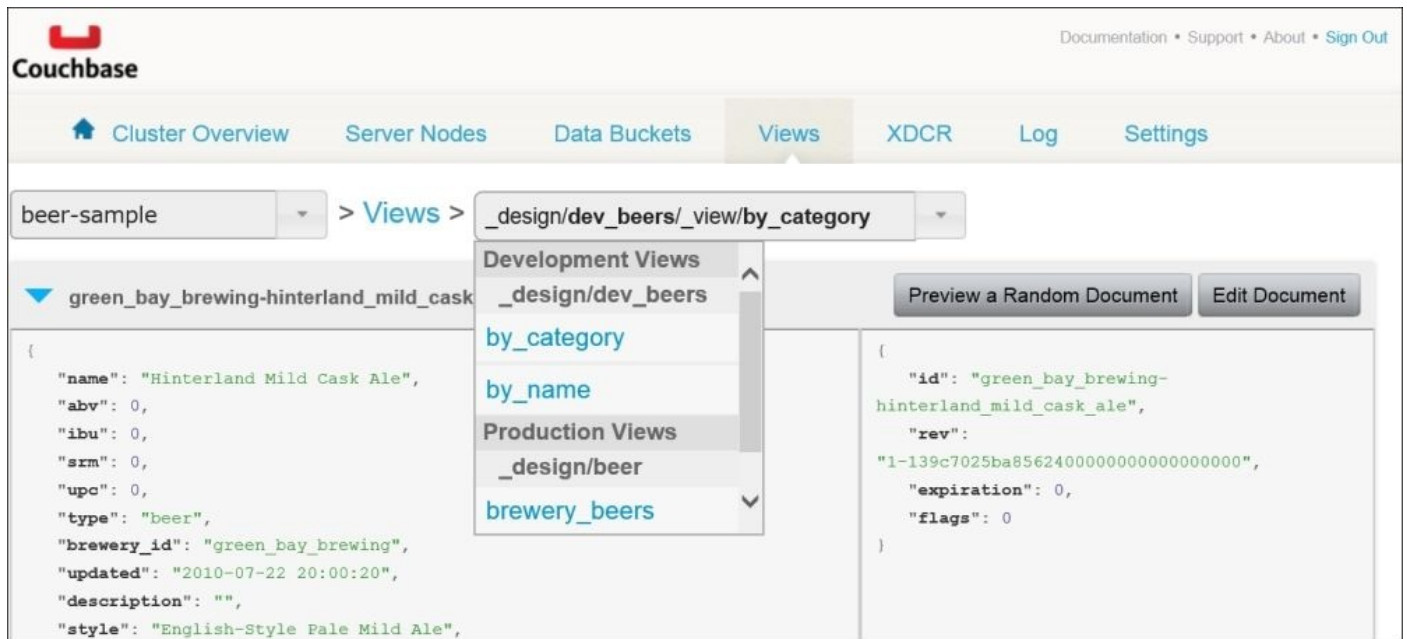 Couchbase
Documentation • Support • About • Sign Out
Cluster Overview Server Nodes Data Buckets Views XDCR Log Settings
beer-sample > Views > _design/dev_beers/_view/by_category
Development Views
_design/dev_beers
by_category
by_name
Production Views
_design/beer
brewery_beers
green_bay_brewing-hinterland_mild_cask
Preview a Random Document Edit Document
{
"name": "Hinterland Mild Cask Ale",
"abv": 0,
"ibu": 0,
"srm": 0,
"upc": 0,
"type": "beer",
"brewery_id": "green_bay_brewing",
"updated": "2010-07-22 20:00:20",
"description": "",
"style": "English-Style Pale Mild Ale",
{
"id": "green_bay_brewing-
hinterland_mild_cask_ale",
"rev":
"1-139c7025ba8562400000000000000000",
"expiration": 0,
"flags": 0
}